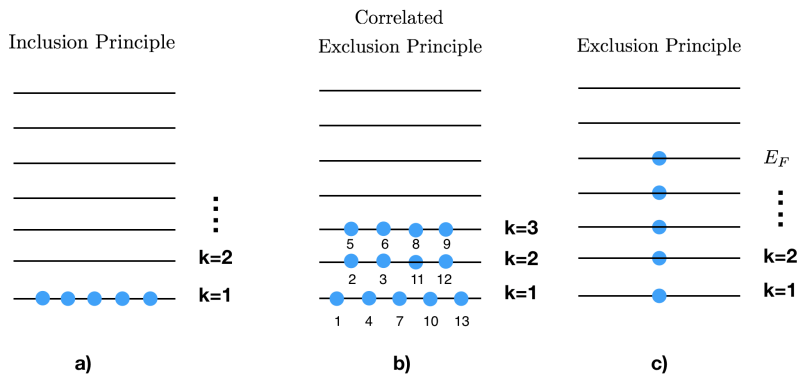 Inclusion Principle
k=2
k=1
a)
Correlated
Exclusion Principle
5 6 8 9
k=3
2 3 11 12
k=2
k=1
1 4 7 10 13
b)
Exclusion Principle
E_F
k=2
k=1
c)